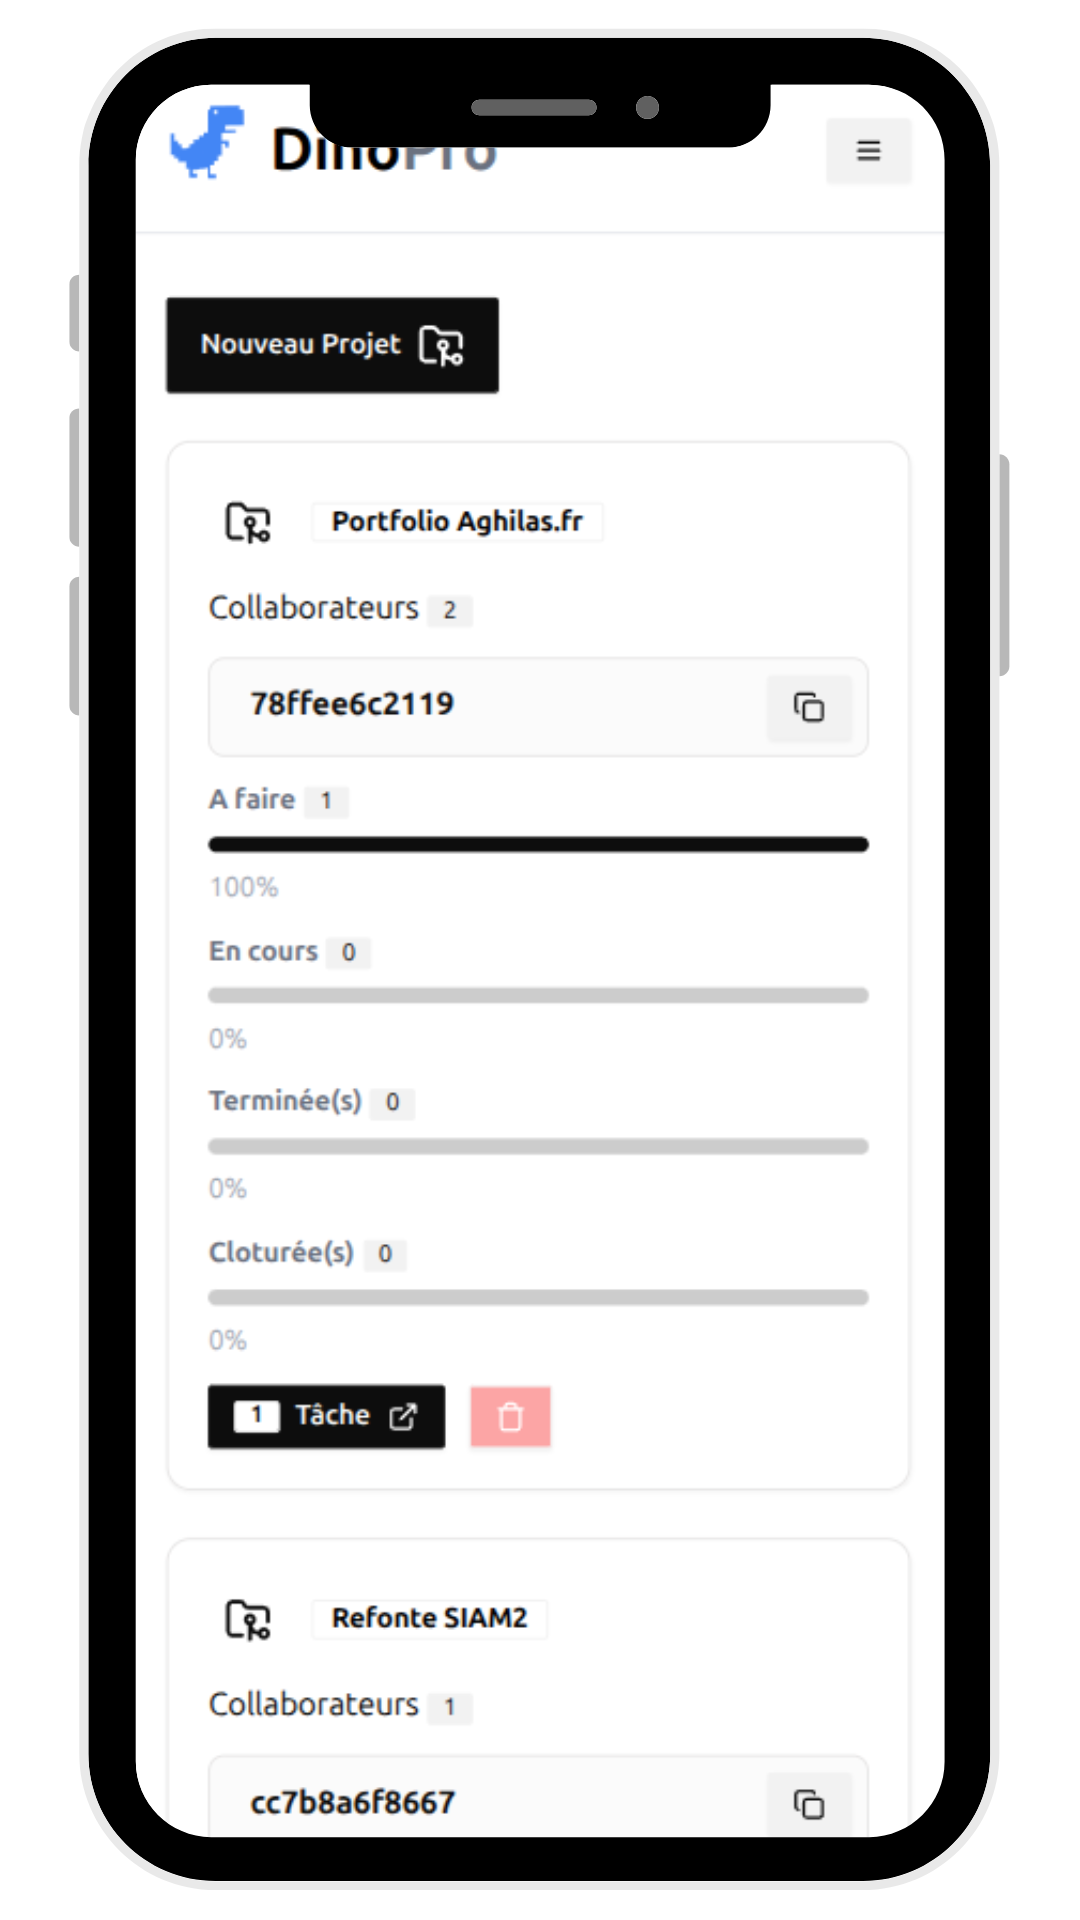 DinoPro
Nouveau Projet
Portfolio Aghilas.fr
Collaborateurs 2
78ffee6c2119
A faire 1
100%
En cours 0
0%
Terminée(s) 0
0%
Cloturée(s) 0
0%
1 Tâche
Refonte SIAM2
Collaborateurs 1
cc7b8a6f8667